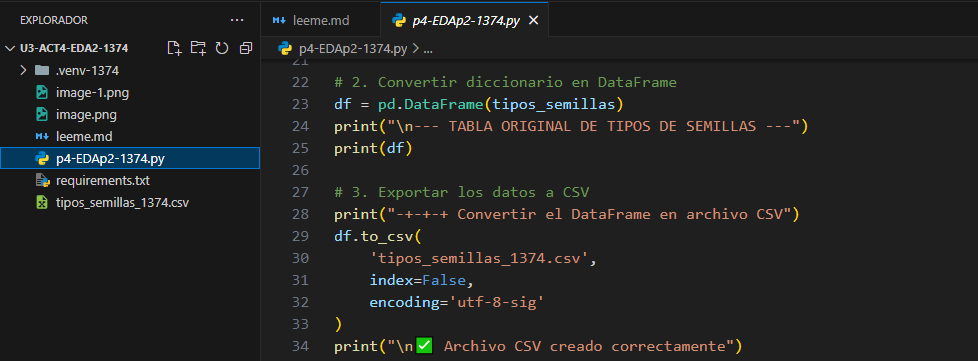 EXPLORADOR
...
U3-ACT4-EDA2-1374
.venv-1374
image-1.png
image.png
leeme.md
p4-EDAp2-1374.py
requirements.txt
tipos_semillas_1374.csv
leeme.md
p4-EDAp2-1374.py
p4-EDAp2-1374.py > ...
21
22 # 2. Convertir diccionario en DataFrame
23 df = pd.DataFrame(tipos_semillas)
24 print("\n--- TABLA ORIGINAL DE TIPOS DE SEMILLAS ---")
25 print(df)
26
27 # 3. Exportar los datos a CSV
28 print("-+-+-+ Convertir el DataFrame en archivo CSV")
29 df.to_csv(
30 'tipos_semillas_1374.csv',
31 index=False,
32 encoding='utf-8-sig'
33 )
34 print("\n✅ Archivo CSV creado correctamente")